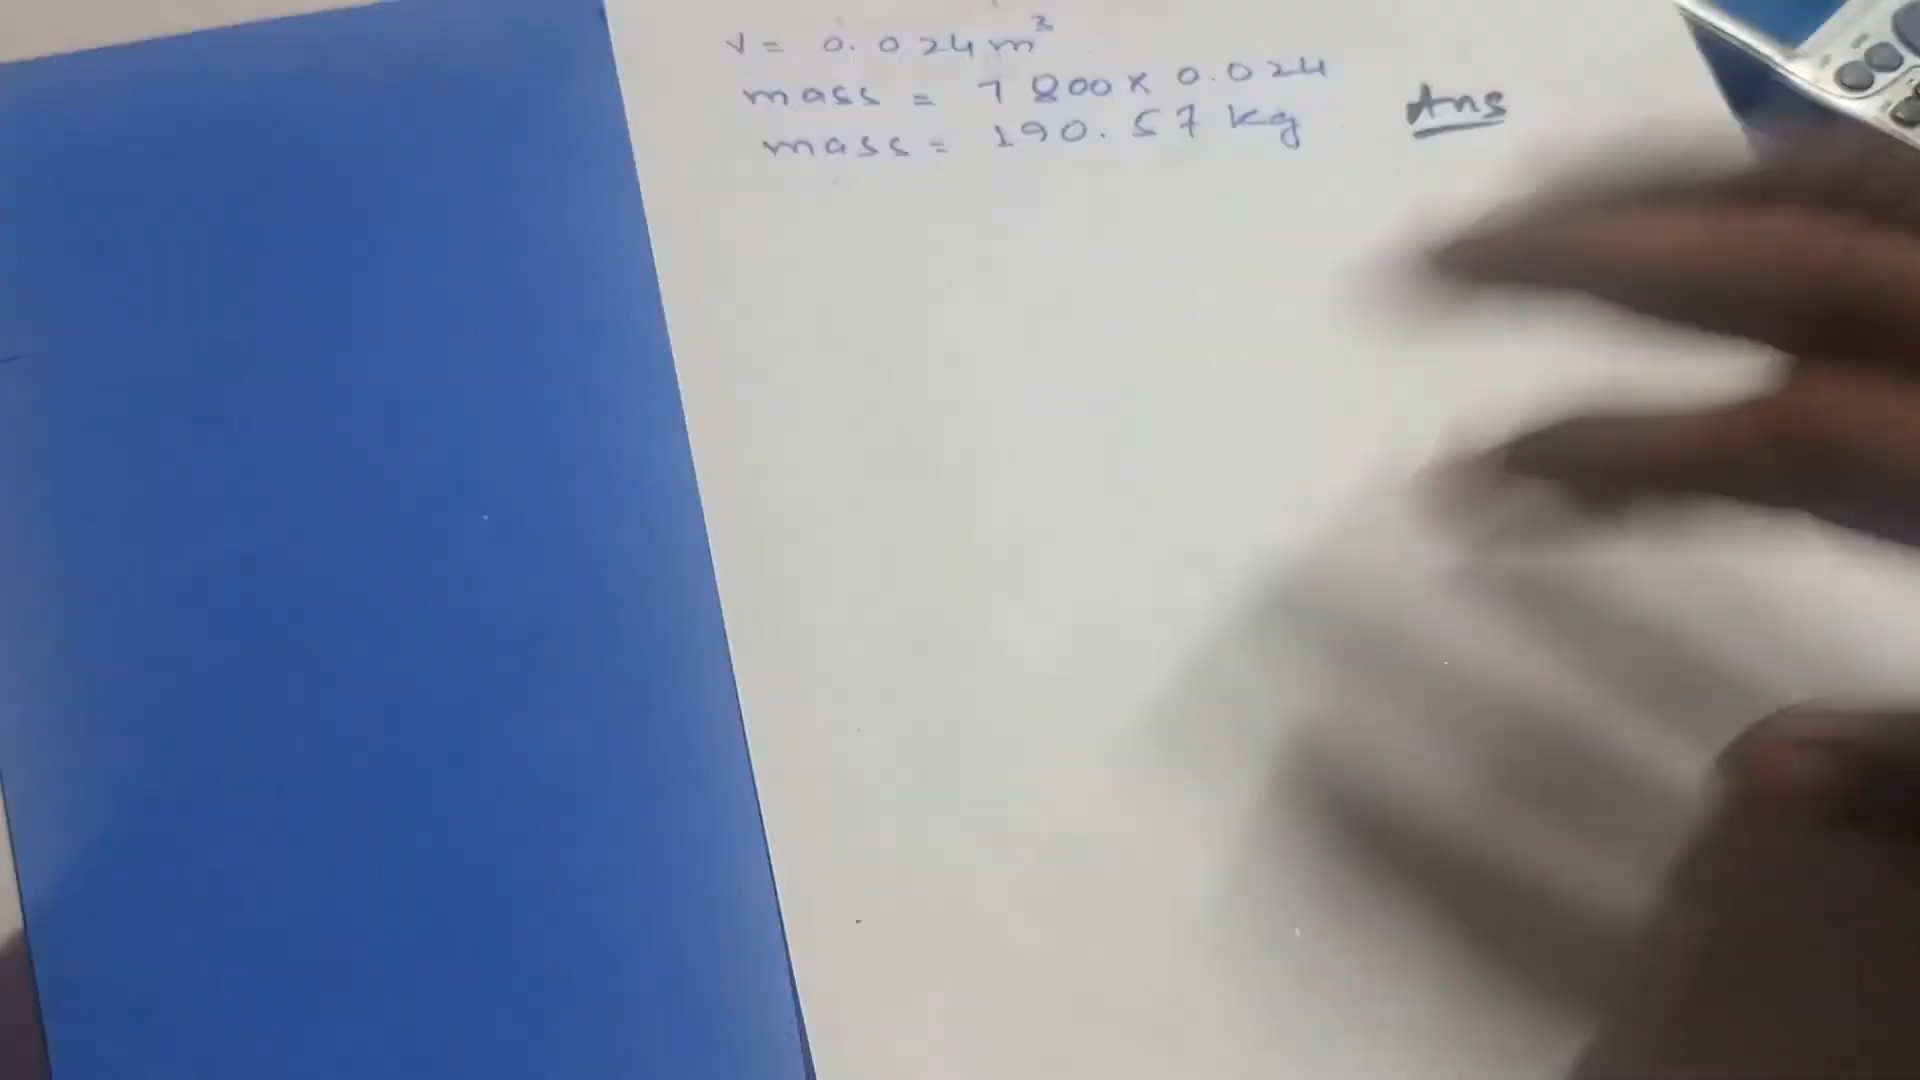 V = 0.024 m³
mass = 7800 x 0.024
mass = 190.57 kg Ans